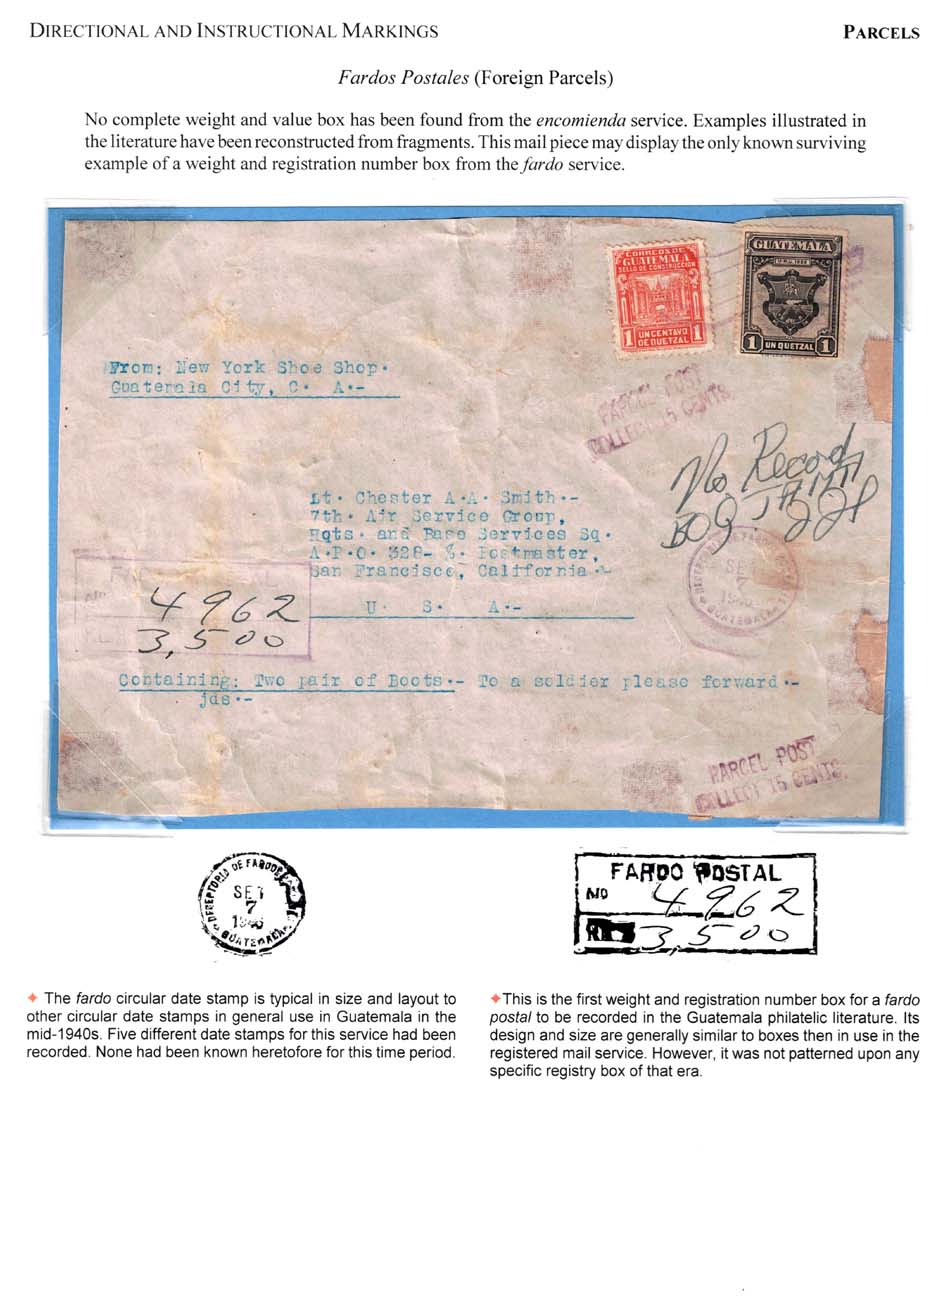 DIRECTIONAL AND INSTRUCTIONAL MARKINGS
PARCELS
Fardos Postales (Foreign Parcels)
No complete weight and value box has been found from the encomienda service. Examples illustrated in
the literature have been reconstructed from fragments. This mail piece may display the only known surviving
example of a weight and registration number box from the fardo service.
CORREOS DE
GUATEMALA
SELLO DE CONSTRUCCION
1 UN CENTAVO DE QUETZAL 1
GUATEMALA
1 UN QUETZAL 1
From: New York Shoe Shop.
Guatemala City, C. A.-
PARCEL POST
COLLECT 15 CENTS.
No Record
Lt. Chester A.A. Smith.-
7th. Air Service Group,
Hqts. and Base Services Sq.
A.P.O. 328- %. Postmaster,
San Francisco, California.-
U. S. A.-
No
4962
3,500
SET
7
1946
GUATEMALA
Containing: Two pair of Boots.- To a soldier please forward.-
jds.-
PARCEL POST
COLLECT 15 CENTS.
DE FARDOS
SET
7
1946
GUATEMALA
FARDO POSTAL
No 4962
3,500
The fardo circular date stamp is typical in size and layout to
other circular date stamps in general use in Guatemala in the
mid-1940s. Five different date stamps for this service had been
recorded. None had been known heretofore for this time period.
This is the first weight and registration number box for a fardo
postal to be recorded in the Guatemala philatelic literature. Its
design and size are generally similar to boxes then in use in the
registered mail service. However, it was not patterned upon any
specific registry box of that era.